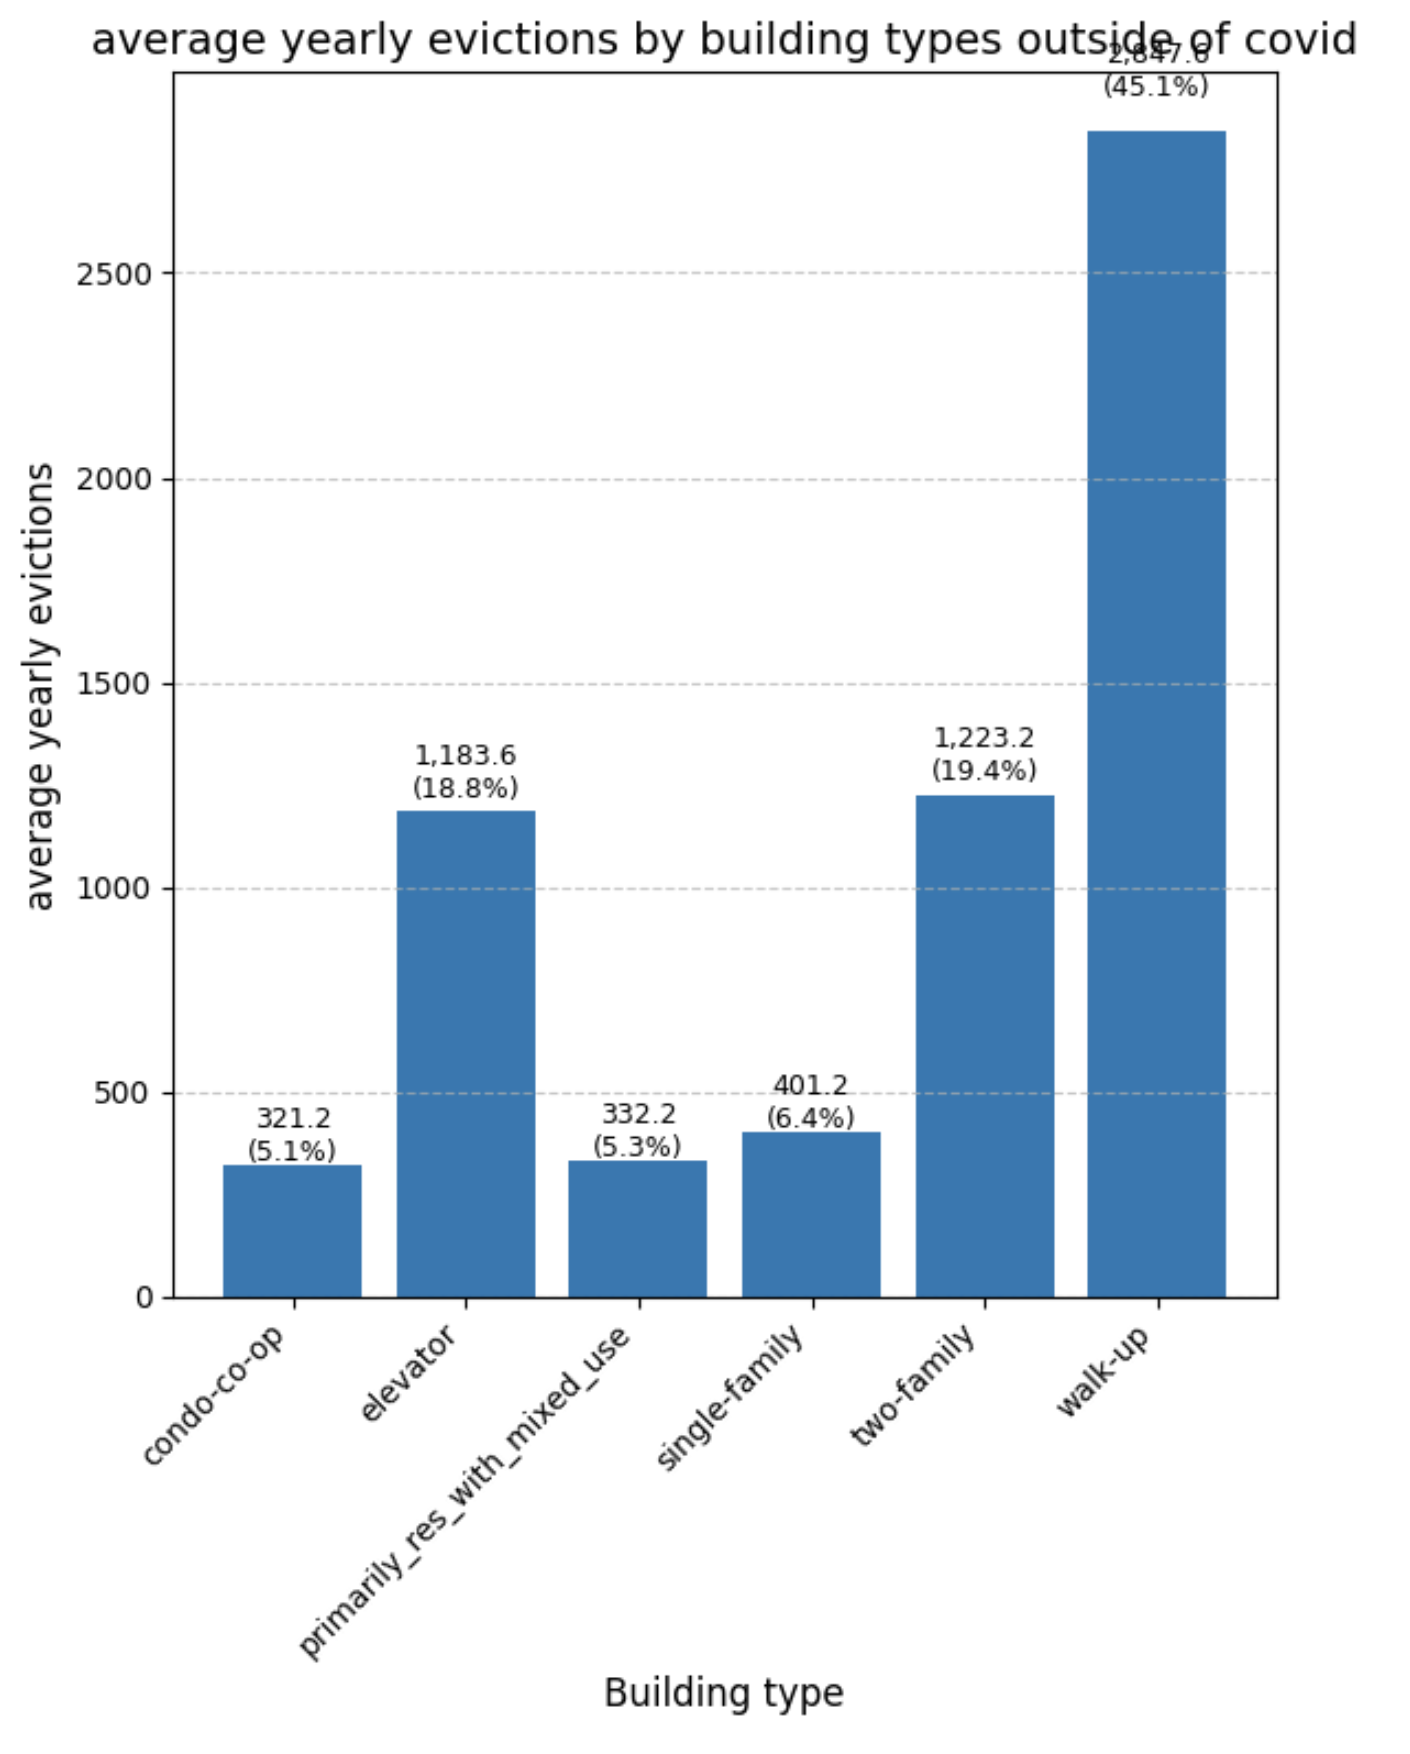 average yearly evictions by building types outside of covid
2,847.6
(45.1%)
2500
2000
1500
1000
500
0
average yearly evictions
1,223.2
(19.4%)
1,183.6
(18.8%)
401.2
(6.4%)
332.2
(5.3%)
321.2
(5.1%)
condo-co-op
elevator
primarily_res_with_mixed_use
single-family
two-family
walk-up
Building type